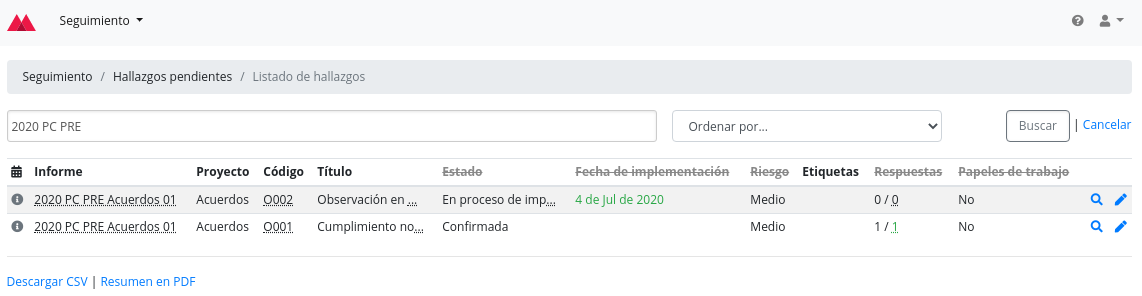 Seguimiento
Seguimiento / Hallazgos pendientes / Listado de hallazgos
2020 PC PRE Ordenar por... Buscar | Cancelar
Informe Proyecto Código Título Estado Fecha de implementación Riesgo Etiquetas Respuestas Papeles de trabajo
2020 PC PRE Acuerdos 01 Acuerdos O002 Observación en ... En proceso de imp... 4 de Jul de 2020 Medio 0 / 0 No
2020 PC PRE Acuerdos 01 Acuerdos O001 Cumplimiento no... Confirmada Medio 1 / 1 No
Descargar CSV | Resumen en PDF